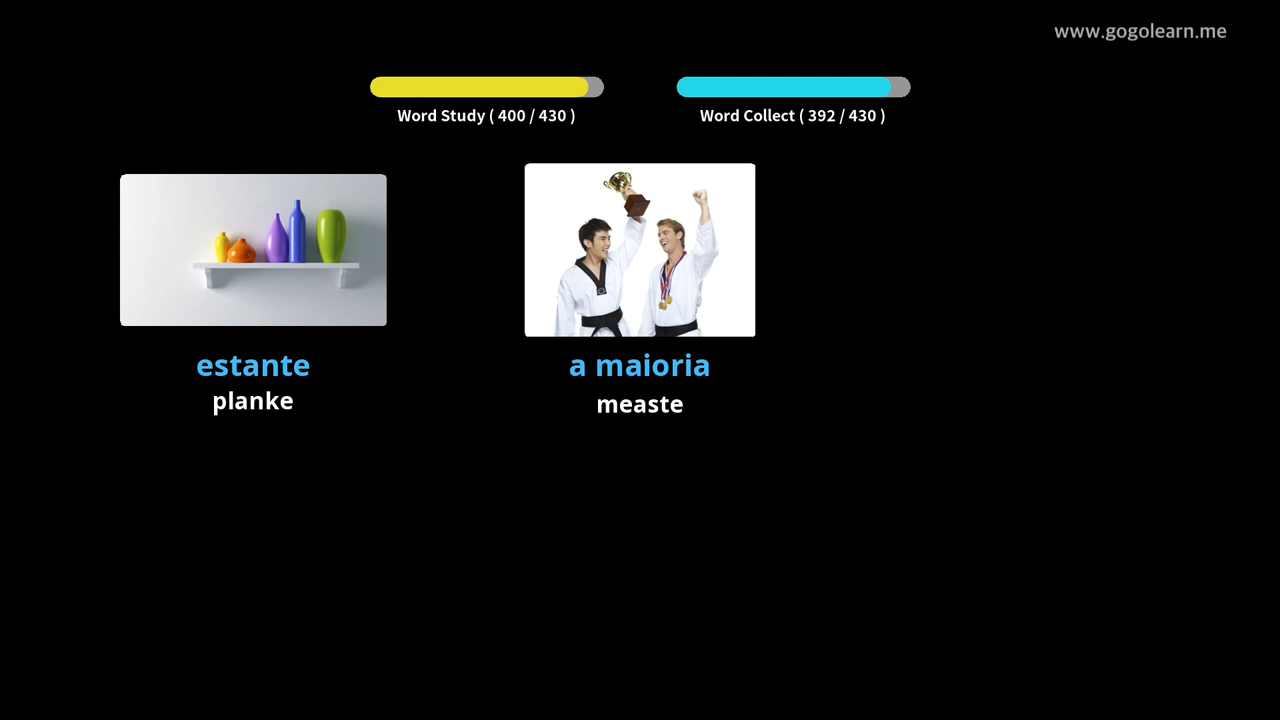 www.gogolearn.me
Word Study ( 400 / 430 )
Word Collect ( 392 / 430 )
estante
planke
a maioria
measte